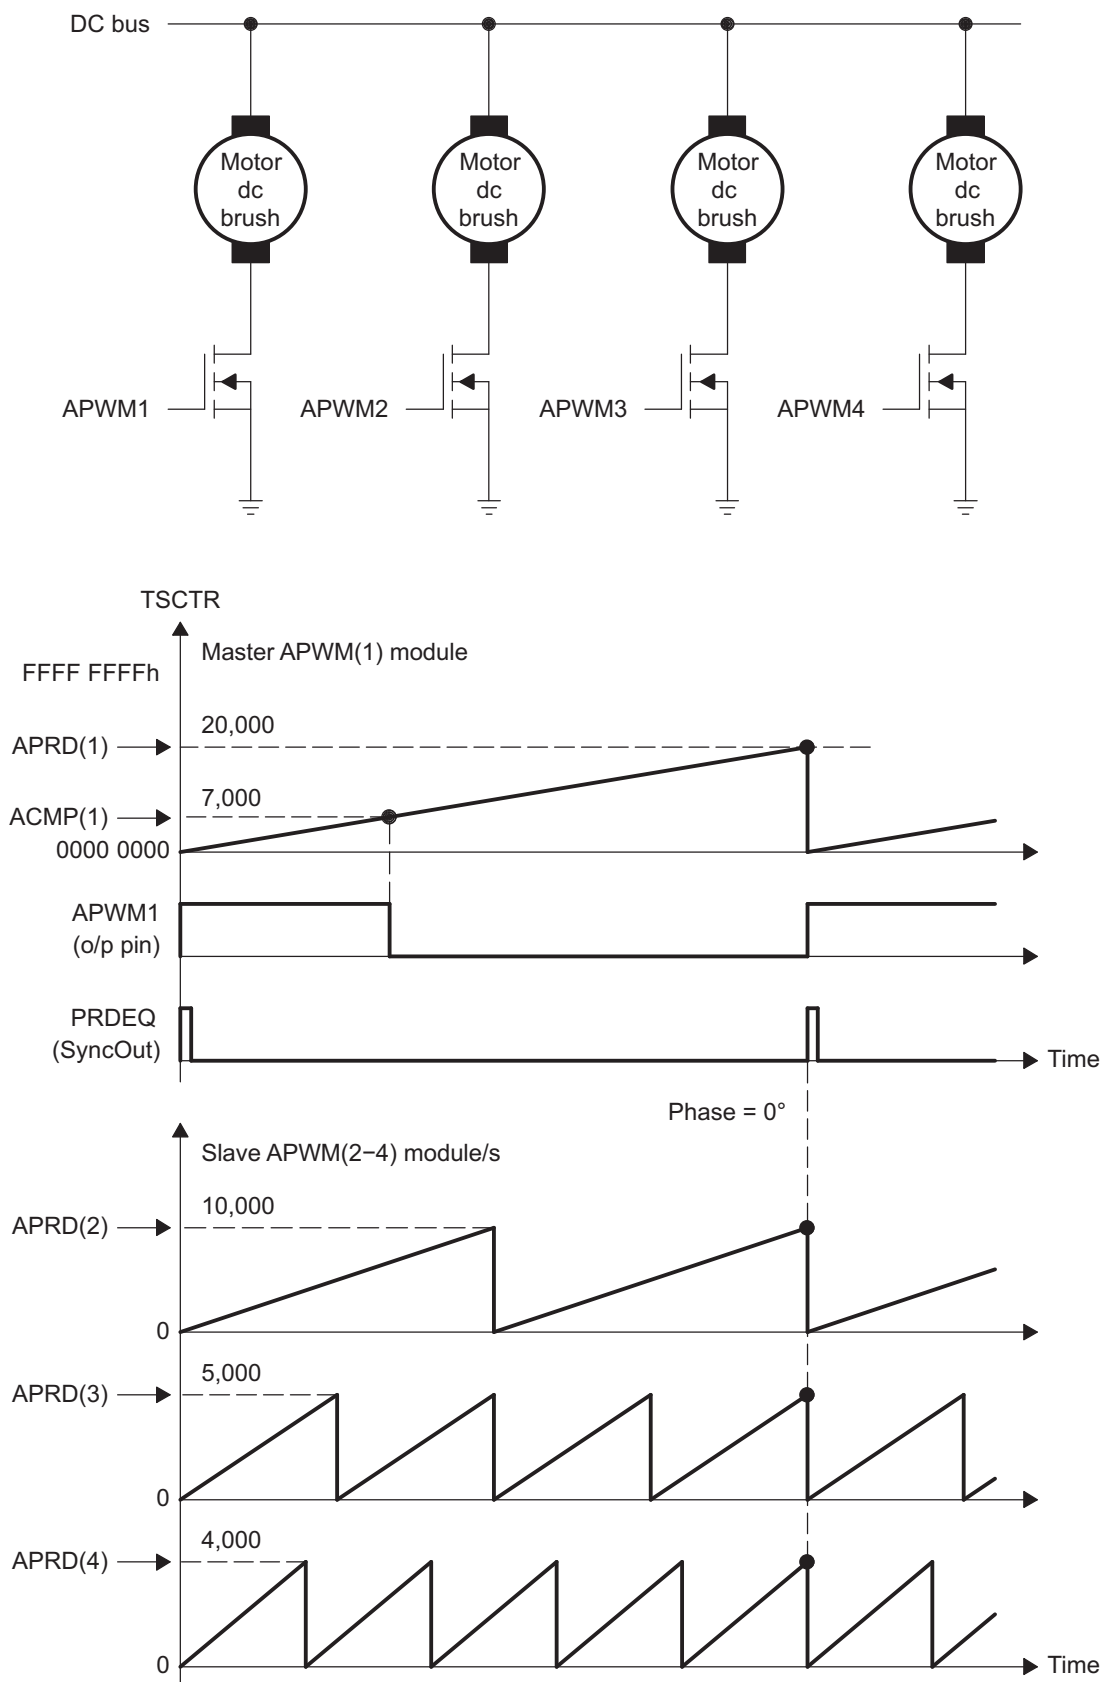 DC bus
Motor
dc
brush
Motor
dc
brush
Motor
dc
brush
Motor
dc
brush
APWM1
APWM2
APWM3
APWM4
TSCTR
Master APWM(1) module
FFFF FFFFh
20,000
APRD(1)
7,000
ACMP(1)
0000 0000
APWM1
(o/p pin)
PRDEQ
(SyncOut)
Time
Phase = 0°
Slave APWM(2−4) module/s
10,000
APRD(2)
0
5,000
APRD(3)
0
4,000
APRD(4)
0
Time